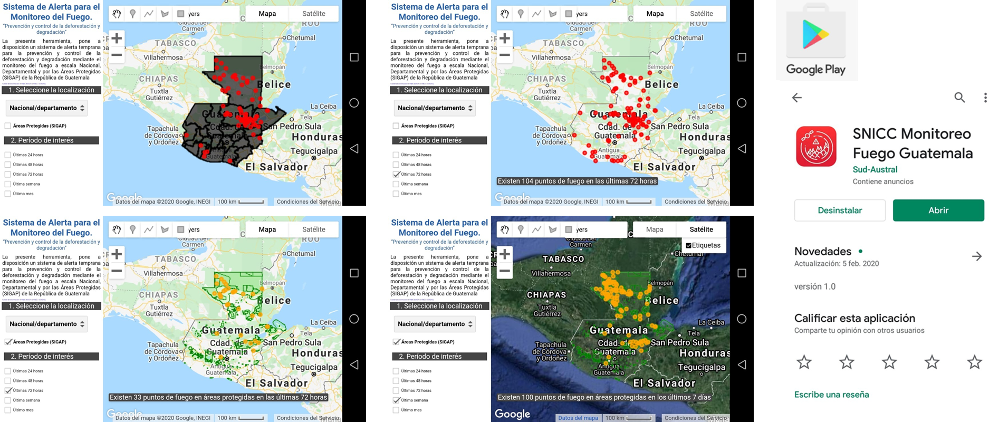 Sistema de Alerta para el
Monitoreo del Fuego.
"Prevención y control de la deforestación y
degradación"
La presente herramienta, pone a
disposición un sistema de alerta temprana
para la prevención y control de la
deforestación y degradación mediante el
monitoreo del fuego a escala Nacional,
Departamental y por las Áreas Protegidas
(SIGAP) de la República de Guatemala
1. Seleccione la localización
Nacional/departamento
Áreas Protegidas (SIGAP)
2. Período de interés
Últimas 24 horas
Últimas 48 horas
Últimas 72 horas
Última semana
Último mes
yers
Mapa
Satélite
Ciudad del
Carmen
ROO
Chetumal
TABASCO
Villahermosa
Belmopán
Belice
CHIAPAS
Tuxtla
Gutiérrez
La Ceiba
Guatemala
Tela
Cdad. de
Guatemala
San Pedro Sula
Tapachula
de Córdova
y Ordoñez
Honduras
Antigua
Guatemala
Tegucigalpa
El Salvador
Google
Datos del mapa ©2020 Google, INEGI
100 km
Condiciones del Servicio
Sistema de Alerta para el
Monitoreo del Fuego.
"Prevención y control de la deforestación y
degradación"
La presente herramienta, pone a
disposición un sistema de alerta temprana
para la prevención y control de la
deforestación y degradación mediante el
monitoreo del fuego a escala Nacional,
Departamental y por las Áreas Protegidas
(SIGAP) de la República de Guatemala
1. Seleccione la localización
Nacional/departamento
Áreas Protegidas (SIGAP)
2. Período de interés
Últimas 24 horas
Últimas 48 horas
Últimas 72 horas
Última semana
Último mes
yers
Mapa
Satélite
Ciudad del
Carmen
ROO
Chetumal
TABASCO
Villahermosa
Belmopán
Belice
CHIAPAS
Tuxtla
Gutiérrez
La Ceiba
Guatemala
Tela
Cdad. de
Guatemala
San Pedro Sula
Tapachula
de Córdova
y Ordoñez
Honduras
Antigua
Guatemala
Tegucigalpa
El Salvador
Existen 104 puntos de fuego en las últimas 72 horas
Google
Datos del mapa ©2020 Google, INEGI
100 km
Condiciones del Servicio
Sistema de Alerta para el
Monitoreo del Fuego.
"Prevención y control de la deforestación y
degradación"
La presente herramienta, pone a
disposición un sistema de alerta temprana
para la prevención y control de la
deforestación y degradación mediante el
monitoreo del fuego a escala Nacional,
Departamental y por las Áreas Protegidas
(SIGAP) de la República de Guatemala
1. Seleccione la localización
Nacional/departamento
Áreas Protegidas (SIGAP)
2. Período de interés
Últimas 24 horas
Últimas 48 horas
Últimas 72 horas
Última semana
Último mes
yers
Mapa
Satélite
Ciudad del
Carmen
ROO
Chetumal
TABASCO
Villahermosa
Belmopán
Belice
CHIAPAS
Tuxtla
Gutiérrez
La Ceiba
Guatemala
Tela
Cdad. de
Guatemala
San Pedro Sula
Tapachula
de Córdova
y Ordoñez
Honduras
Antigua
Guatemala
Tegucigalpa
El Salvador
Existen 33 puntos de fuego en áreas protegidas en las últimas 72 horas
Google
Datos del mapa ©2020 Google, INEGI
100 km
Condiciones del Servicio
Sistema de Alerta para el
Monitoreo del Fuego.
"Prevención y control de la deforestación y
degradación"
La presente herramienta, pone a
disposición un sistema de alerta temprana
para la prevención y control de la
deforestación y degradación mediante el
monitoreo del fuego a escala Nacional,
Departamental y por las Áreas Protegidas
(SIGAP) de la República de Guatemala
1. Seleccione la localización
Nacional/departamento
Áreas Protegidas (SIGAP)
2. Período de interés
Últimas 24 horas
Últimas 48 horas
Últimas 72 horas
Última semana
Último mes
yers
Mapa
Satélite
Etiquetas
Ciudad del
Carmen
Chetumal
TABASCO
Villahermosa
Belmopán
Belice
CHIAPAS
Tuxtla
Gutiérrez
La Ceiba
Guatemala
Tela
Cdad. de
Guatemala
San Pedro Sula
Tapachula
de Córdova
y Ordoñez
Honduras
Antigua
Guatemala
Tegucigalpa
El Salvador
Existen 100 puntos de fuego en áreas protegidas en los últimos 7 días
Google
Datos del mapa
100 km
Condiciones del Servicio
Google Play
SNICC Monitoreo
Fuego Guatemala
Sud-Austral
Contiene anuncios
Desinstalar
Abrir
Novedades
Actualización: 5 feb. 2020
versión 1.0
Calificar esta aplicación
Comparte tu opinión con otros usuarios
Escribe una reseña